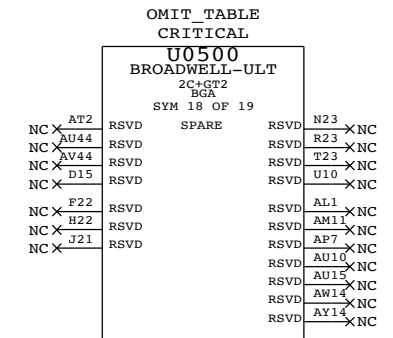 OMIT_TABLE
CRITICAL
U0500
BROADWELL-ULT
2C+GT2
BGA
SYM 18 OF 19
SPARE
NC AT2 RSVD RSVD N23 NC
NC AU44 RSVD RSVD R23 NC
NC AV44 RSVD RSVD T23 NC
NC D15 RSVD RSVD U10 NC
NC F22 RSVD RSVD AL1 NC
NC H22 RSVD RSVD AM11 NC
NC J21 RSVD RSVD AP7 NC
RSVD AU10 NC
RSVD AU15 NC
RSVD AW14 NC
RSVD AY14 NC